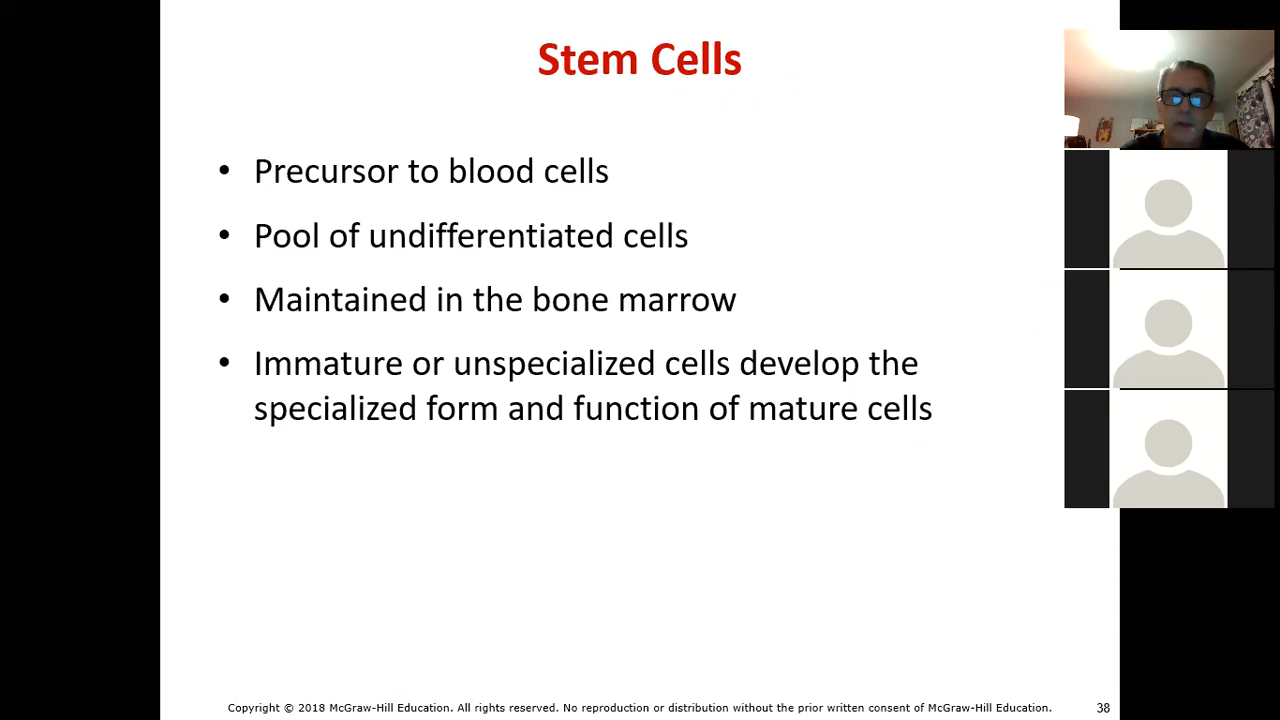 Stem Cells
• Precursor to blood cells
• Pool of undifferentiated cells
• Maintained in the bone marrow
• Immature or unspecialized cells develop the
specialized form and function of mature cells
Copyright © 2018 McGraw-Hill Education. All rights reserved. No reproduction or distribution without the prior written consent of McGraw-Hill Education.
38